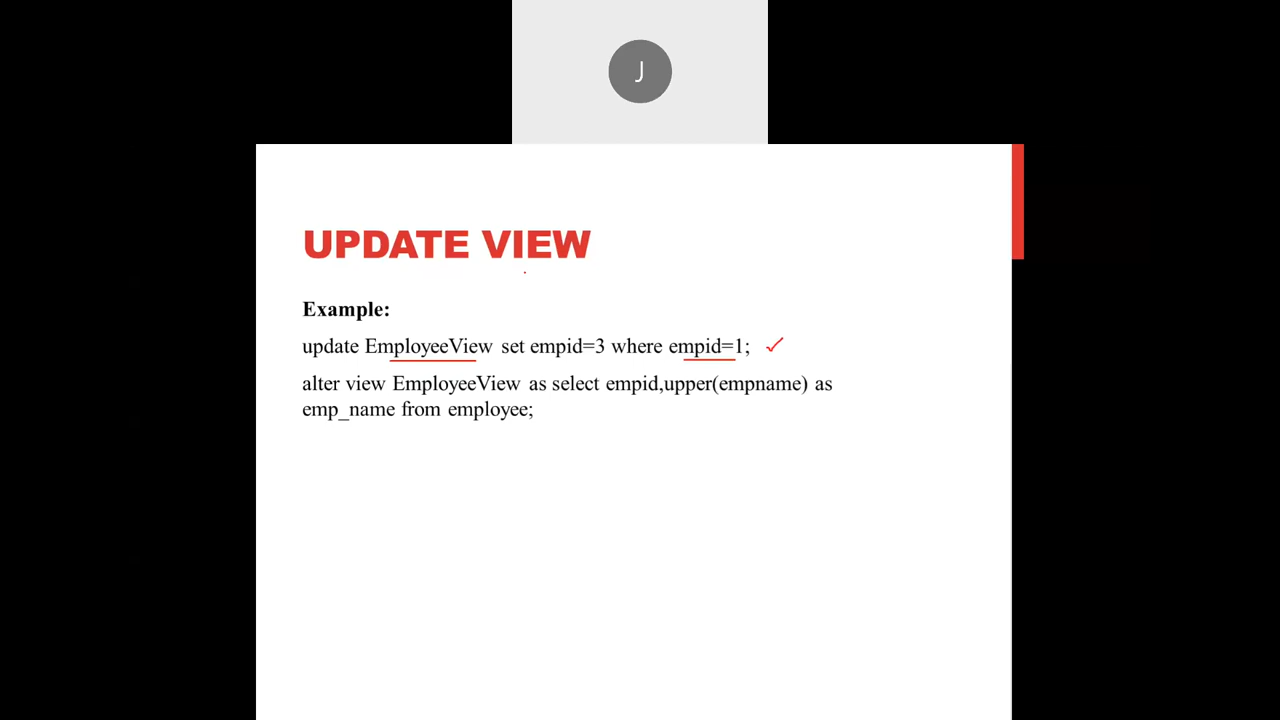 J
UPDATE VIEW
Example:
update EmployeeView set empid=3 where empid=1;
alter view EmployeeView as select empid,upper(empname) as
emp_name from employee;